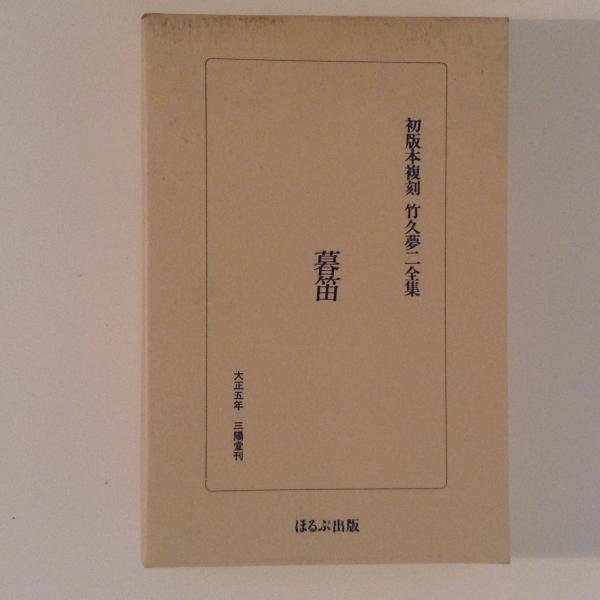 初版本複刻 竹久夢二全集
暮笛
大正五年 三陽堂刊
ほるぷ出版